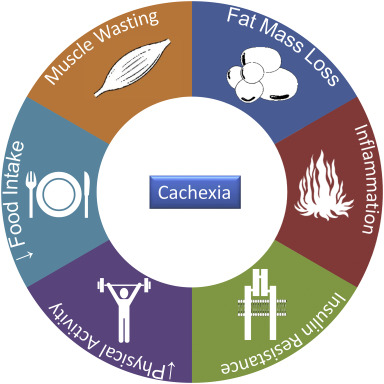 Muscle Wasting
Fat Mass Loss
Inflammation
Insulin Resistance
↓Physical Activity
↓ Food Intake
Cachexia